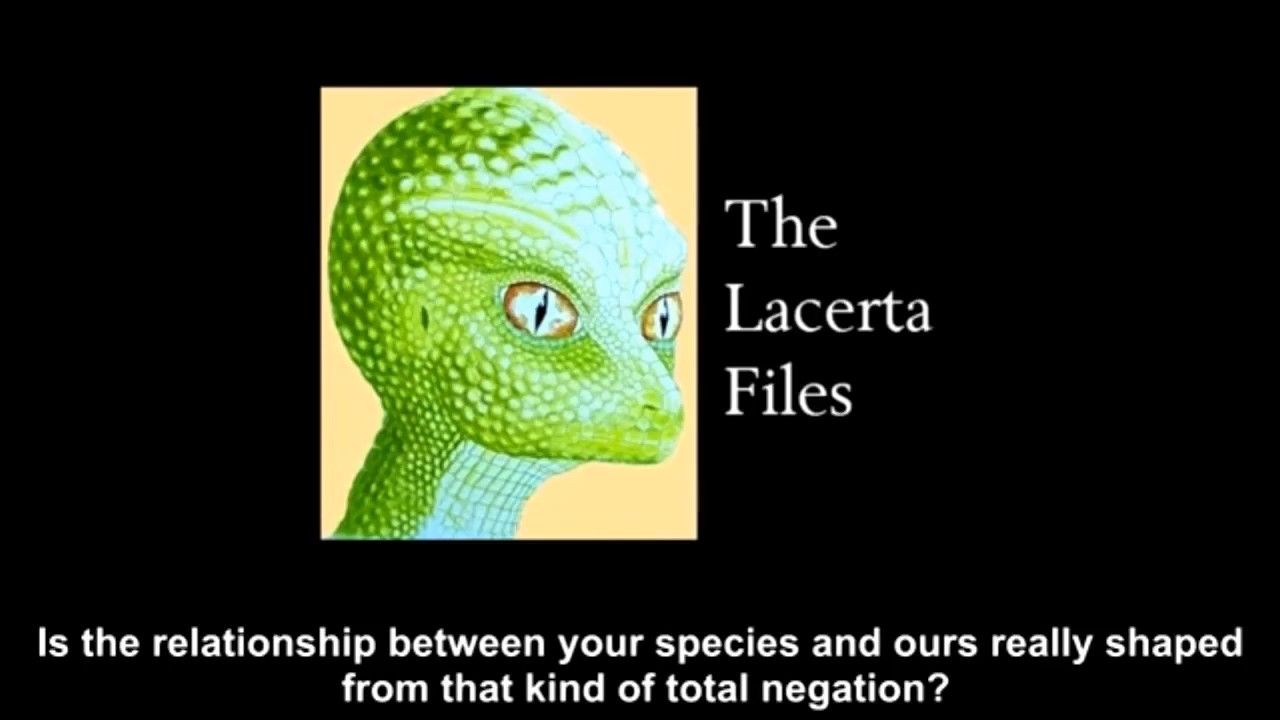 The
Lacerta
Files
Is the relationship between your species and ours really shaped
from that kind of total negation?